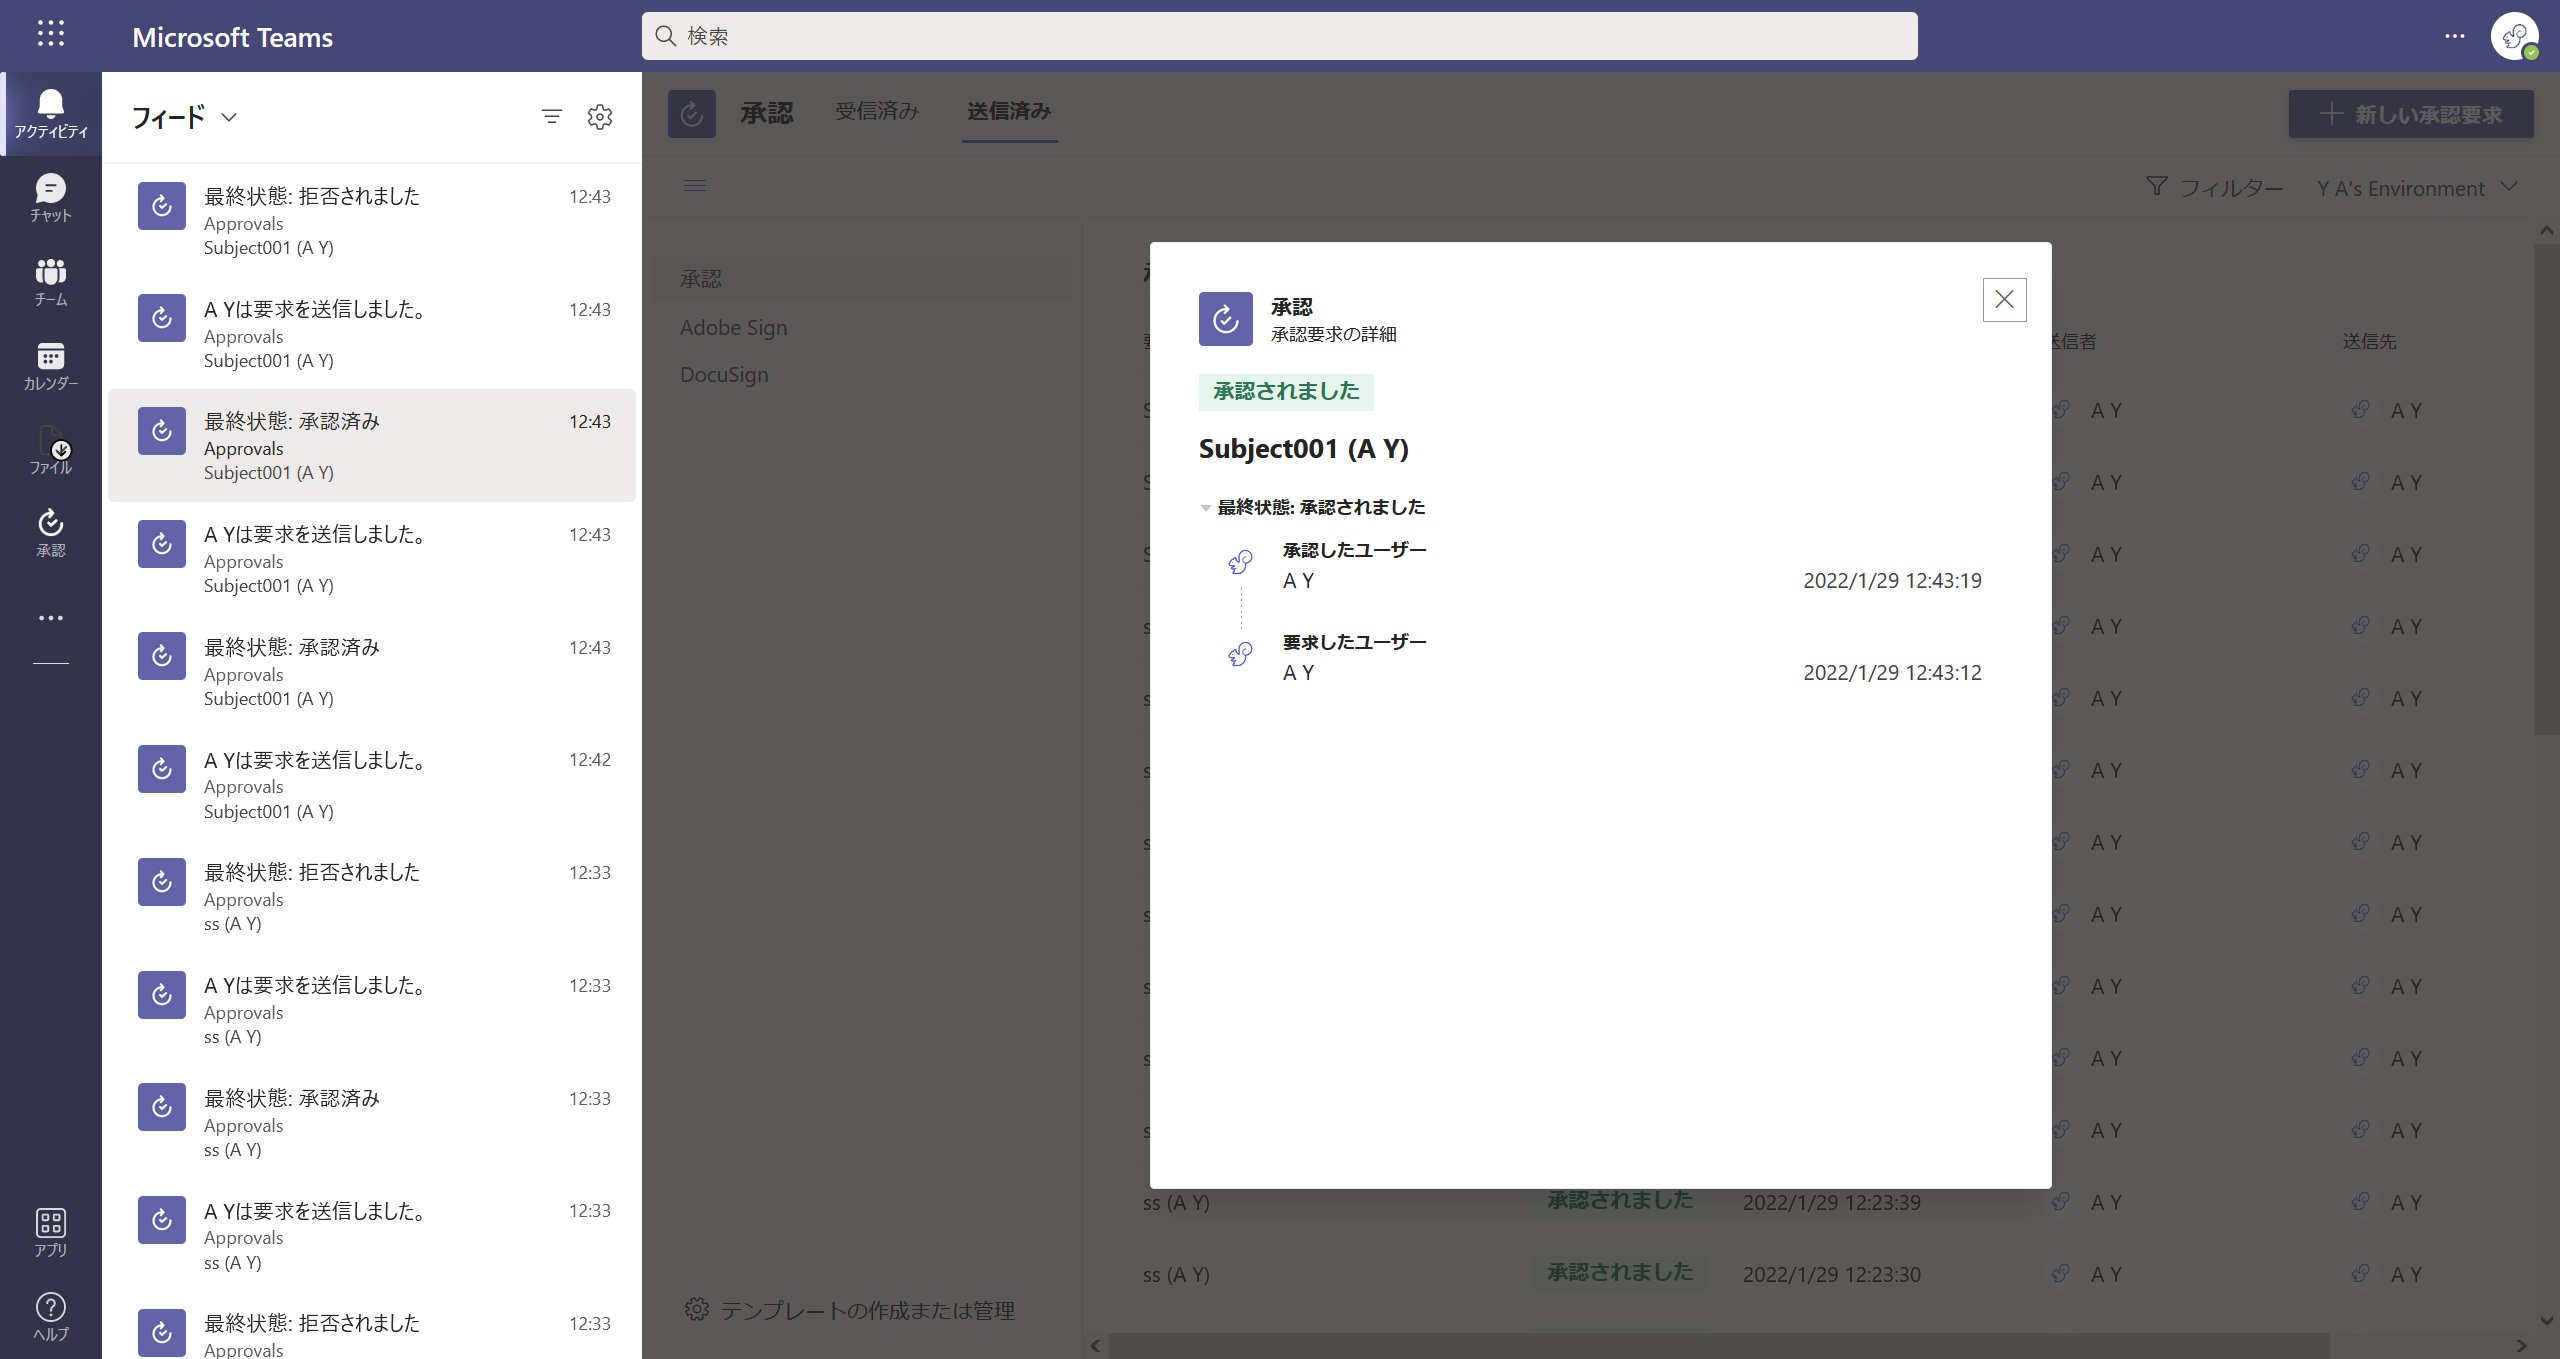 Microsoft Teams
検索
アクティビティ
チャット
チーム
カレンダー
ファイル
承認
アプリ
ヘルプ
フィード
最終状態: 拒否されました 12:43
Approvals
Subject001 (A Y)
A Yは要求を送信しました。 12:43
Approvals
Subject001 (A Y)
最終状態: 承認済み 12:43
Approvals
Subject001 (A Y)
A Yは要求を送信しました。 12:43
Approvals
Subject001 (A Y)
最終状態: 承認済み 12:43
Approvals
Subject001 (A Y)
A Yは要求を送信しました。 12:42
Approvals
Subject001 (A Y)
最終状態: 拒否されました 12:33
Approvals
ss (A Y)
A Yは要求を送信しました。 12:33
Approvals
ss (A Y)
最終状態: 承認済み 12:33
Approvals
ss (A Y)
A Yは要求を送信しました。 12:33
Approvals
ss (A Y)
最終状態: 拒否されました 12:33
Approvals
承認 受信済み 送信済み
新しい承認要求
フィルター Y A's Environment
承認
Adobe Sign
DocuSign
テンプレートの作成または管理
承認
承認要求の詳細
承認されました
Subject001 (A Y)
最終状態: 承認されました
承認したユーザー
A Y 2022/1/29 12:43:19
要求したユーザー
A Y 2022/1/29 12:43:12
送信者 送信先
A Y A Y
A Y A Y
A Y A Y
A Y A Y
A Y A Y
A Y A Y
A Y A Y
A Y A Y
A Y A Y
A Y A Y
A Y A Y
ss (A Y) 承認されました 2022/1/29 12:23:39 A Y A Y
ss (A Y) 承認されました 2022/1/29 12:23:30 A Y A Y